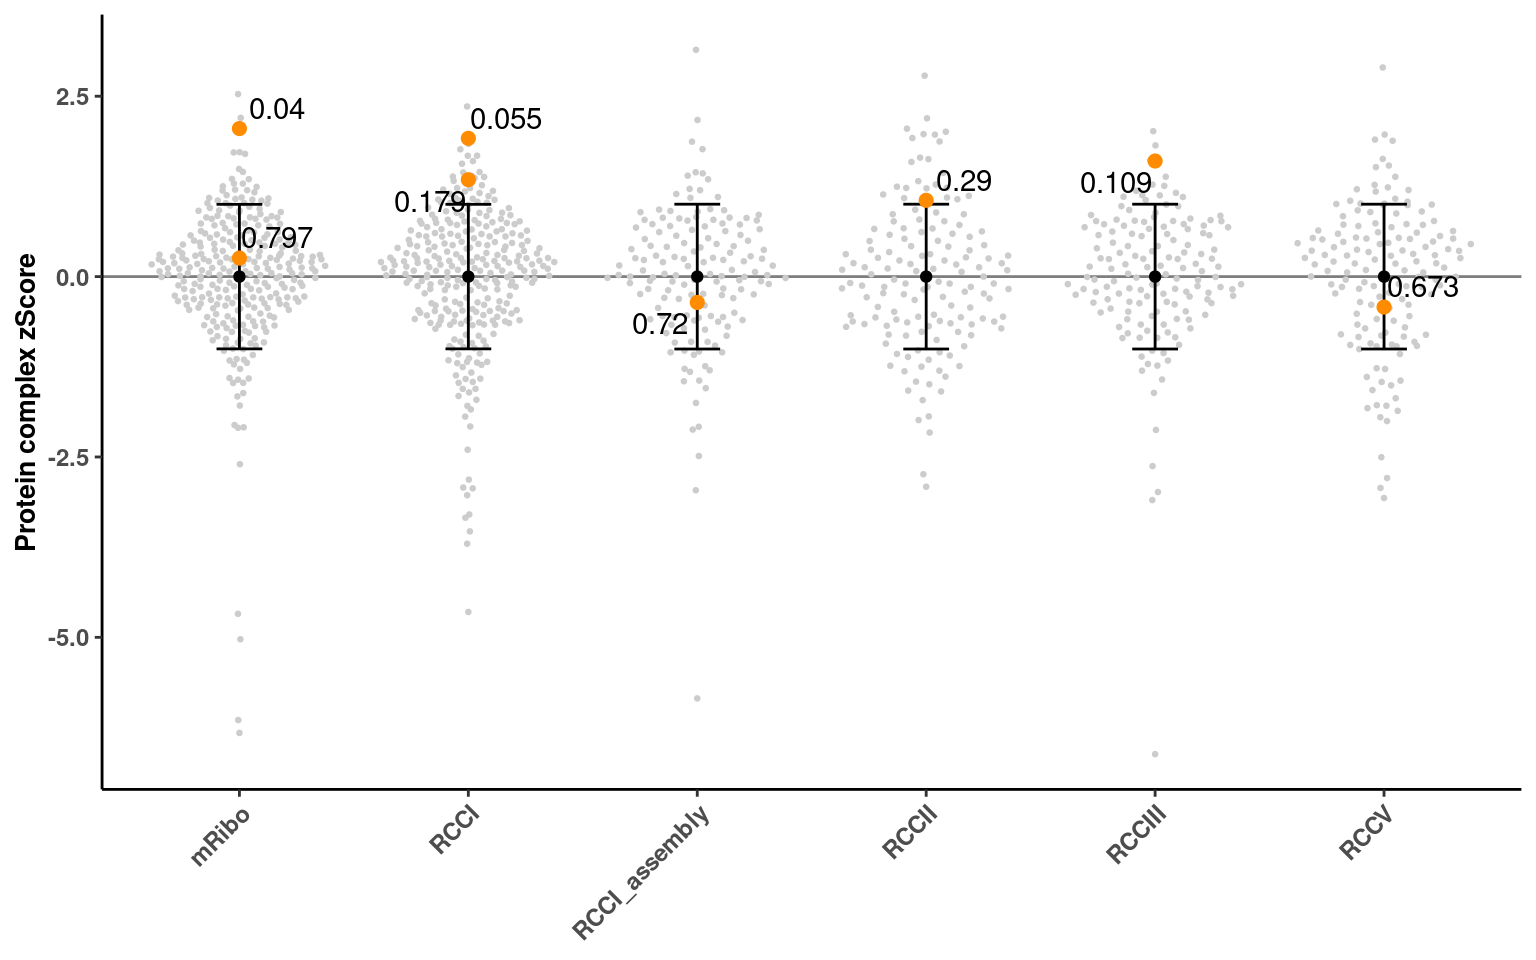 Protein complex zScore
2.5
0.0
-2.5
-5.0
0.04
0.797
0.055
0.179
0.72
0.29
0.109
0.673
mRibo
RCCI
RCCI_assembly
RCCII
RCCIII
RCCV